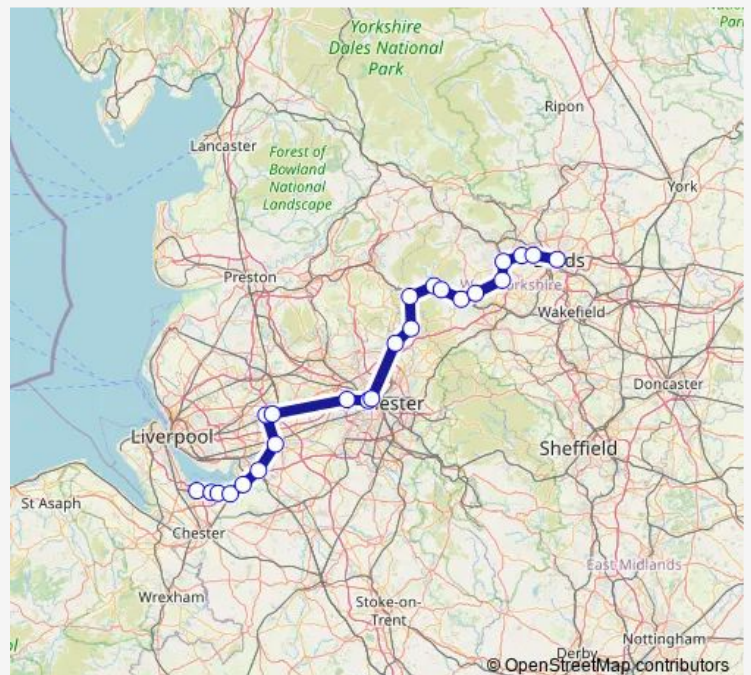 Yorkshire
Dales National
Park
Ripon
Lancaster
Forest of
Bowland
National
Landscape
York
Preston
Wakefield
Doncaster
Liverpool
Sheffield
St Asaph
Chester
East Midlands
Wrexham
Stoke-on-
Trent
Nottingham
Derby
© OpenStreetMap contributors